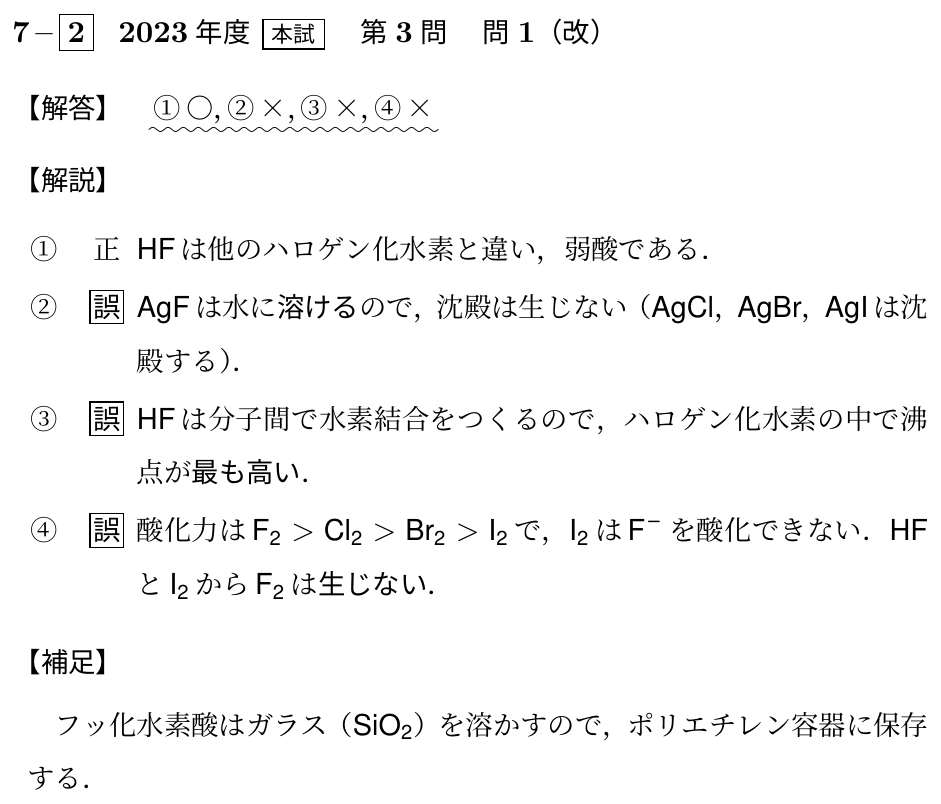 7－2 2023年度 本試 第3問 問1（改）
【解答】 ①〇,②×,③×,④×
【解説】
① 正 HFは他のハロゲン化水素と違い，弱酸である．
② 誤 AgFは水に溶けるので，沈殿は生じない（AgCl，AgBr，AgIは沈
殿する）．
③ 誤 HFは分子間で水素結合をつくるので，ハロゲン化水素の中で沸
点が最も高い．
④ 誤 酸化力はF₂ > Cl₂ > Br₂ > I₂で，I₂はF⁻を酸化できない．HF
とI₂からF₂は生じない．
【補足】
フッ化水素酸はガラス（SiO₂）を溶かすので，ポリエチレン容器に保存
する．